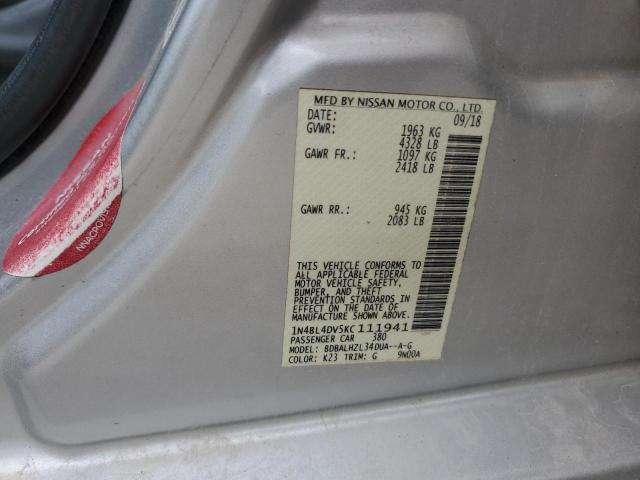 MFD BY NISSAN MOTOR CO., LTD.
DATE: 09/18
GVWR: 1963 KG
4328 LB
GAWR FR.: 1097 KG
2418 LB
GAWR RR.: 945 KG
2083 LB
THIS VEHICLE CONFORMS TO
ALL APPLICABLE FEDERAL
MOTOR VEHICLE SAFETY,
BUMPER, AND THEFT
PREVENTION STANDARDS IN
EFFECT ON THE DATE OF
MANUFACTURE SHOWN ABOVE.
1N4BL4DV5KC111941
PASSENGER CAR 380
MODEL: BDBALHZL34DUA--A-G
COLOR: K23 TRIM: G 9N00A